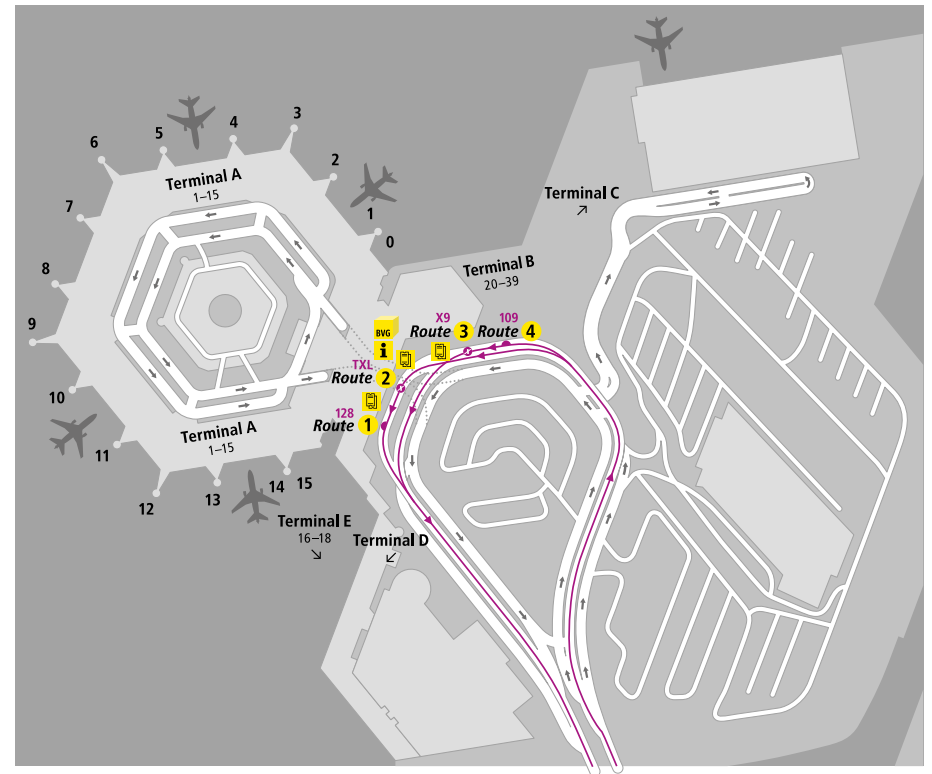 3
4
5
6
2
Terminal A
1–15
7
1
0
Terminal C
↗
8
Terminal B
20–39
9
X9
Route 3
109
Route 4
BVG
i
TXL
Route 2
10
128
Route 1
11
Terminal A
1–15
12
13
14
15
Terminal E
16–18
↘
Terminal D
↙